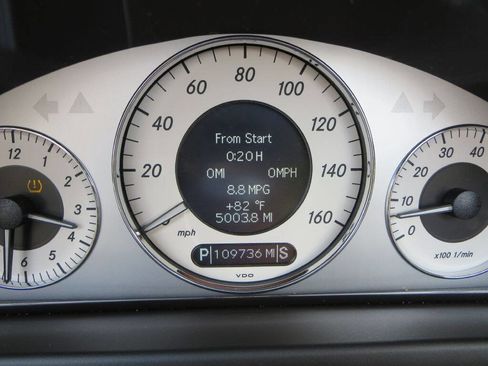 80
60 100
40 120
20 140
160
From Start
0:20 H
0MI 0MPH
8.8 MPG
+82 °F
5003.8 MI
mph
P 109736 MI S
VDO
12
1
2
3
4
5
6
0
10
20
30
40
x100 1/min